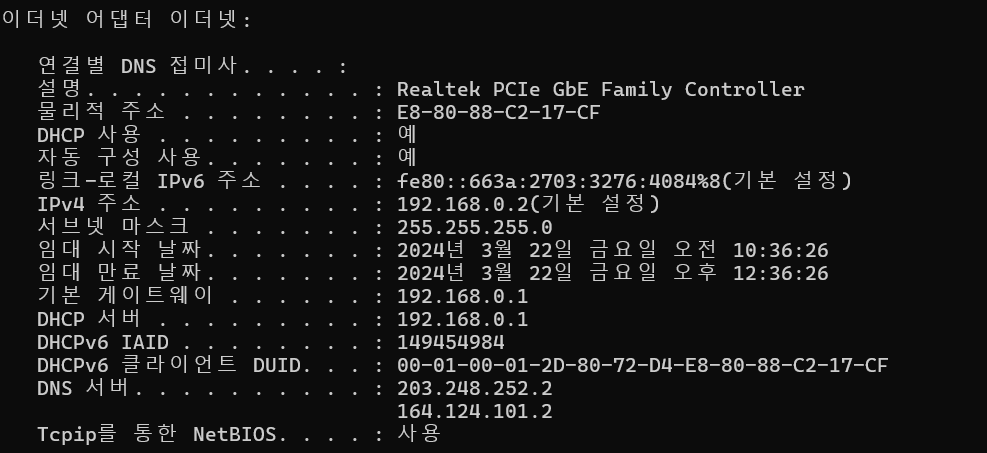 이더넷 어댑터 이더넷:
연결별 DNS 접미사. . . . :
설명. . . . . . . . . . . . : Realtek PCIe GbE Family Controller
물리적 주소 . . . . . . . . : E8-80-88-C2-17-CF
DHCP 사용 . . . . . . . . . : 예
자동 구성 사용. . . . . . . : 예
링크-로컬 IPv6 주소 . . . . : fe80::663a:2703:3276:4084%8(기본 설정)
IPv4 주소 . . . . . . . . . : 192.168.0.2(기본 설정)
서브넷 마스크 . . . . . . . : 255.255.255.0
임대 시작 날짜. . . . . . . : 2024년 3월 22일 금요일 오전 10:36:26
임대 만료 날짜. . . . . . . : 2024년 3월 22일 금요일 오후 12:36:26
기본 게이트웨이 . . . . . . : 192.168.0.1
DHCP 서버 . . . . . . . . . : 192.168.0.1
DHCPv6 IAID . . . . . . . . : 149454984
DHCPv6 클라이언트 DUID. . . : 00-01-00-01-2D-80-72-D4-E8-80-88-C2-17-CF
DNS 서버. . . . . . . . . . : 203.248.252.2
164.124.101.2
Tcpip를 통한 NetBIOS. . . . : 사용